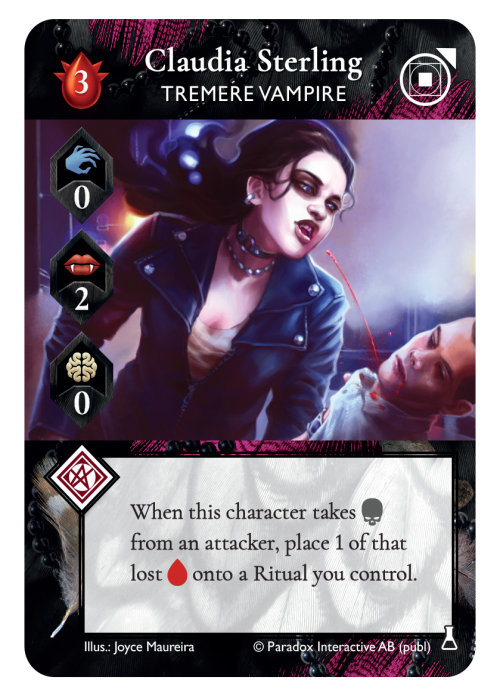 3
Claudia Sterling
TREMERE VAMPIRE
0
2
0
When this character takes
from an attacker, place 1 of that
lost onto a Ritual you control.
Illus.: Joyce Maureira © Paradox Interactive AB (publ)